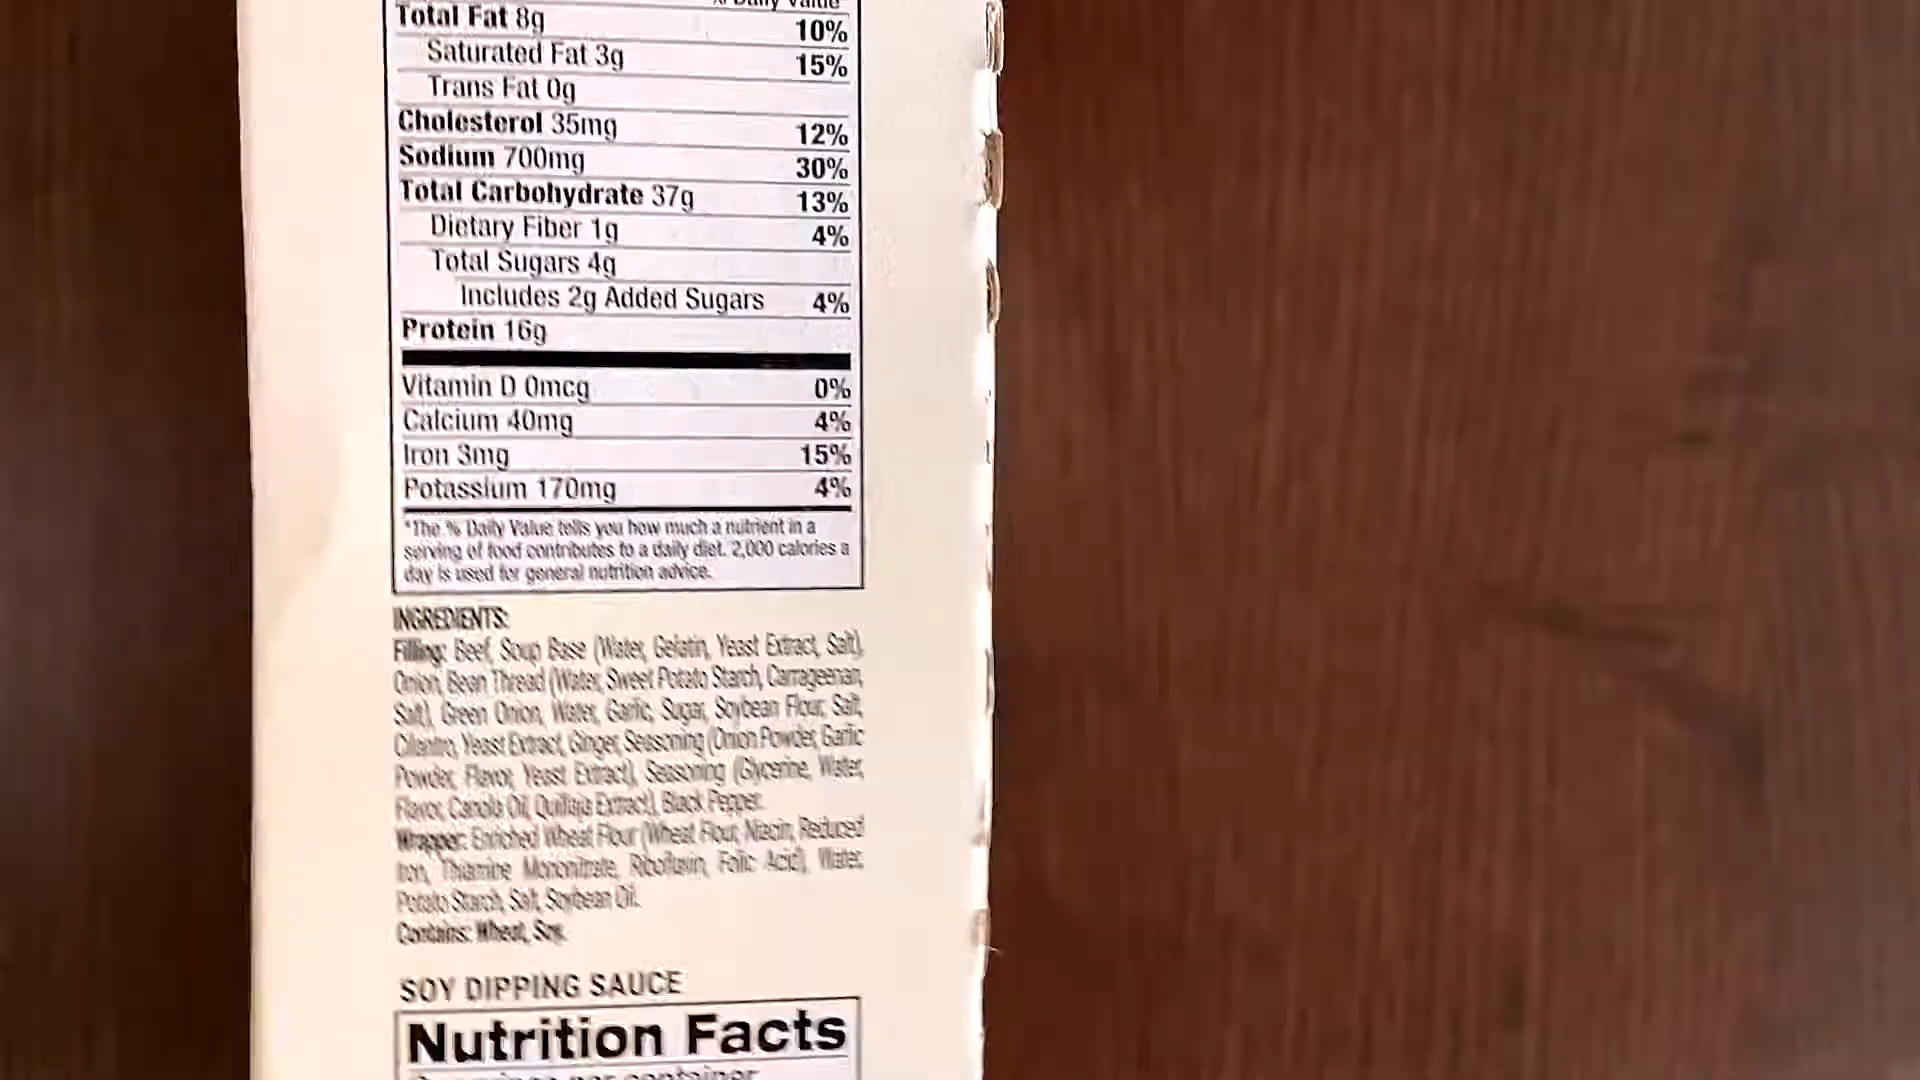 % Daily Value*
Total Fat 8g 10%
Saturated Fat 3g 15%
Trans Fat 0g
Cholesterol 35mg 12%
Sodium 700mg 30%
Total Carbohydrate 37g 13%
Dietary Fiber 1g 4%
Total Sugars 4g
Includes 2g Added Sugars 4%
Protein 16g
Vitamin D 0mcg 0%
Calcium 40mg 4%
Iron 3mg 15%
Potassium 170mg 4%
*The % Daily Value tells you how much a nutrient in a
serving of food contributes to a daily diet. 2,000 calories a
day is used for general nutrition advice.
INGREDIENTS:
Filling: Beef, Soup Base (Water, Gelatin, Yeast Extract, Salt),
Onion, Bean Thread (Water, Sweet Potato Starch, Carrageenan,
Salt), Green Onion, Water, Garlic, Sugar, Soybean Flour, Salt,
Cilantro, Yeast Extract, Ginger, Seasoning (Onion Powder, Garlic
Powder, Flavor, Yeast Extract), Seasoning (Glycerine, Water,
Flavor, Canola Oil, Quillaja Extract), Black Pepper.
Wrapper: Enriched Wheat Flour (Wheat Flour, Niacin, Reduced
Iron, Thiamine Mononitrate, Riboflavin, Folic Acid), Water,
Potato Starch, Salt, Soybean Oil.
Contains: Wheat, Soy.
SOY DIPPING SAUCE
Nutrition Facts
per container